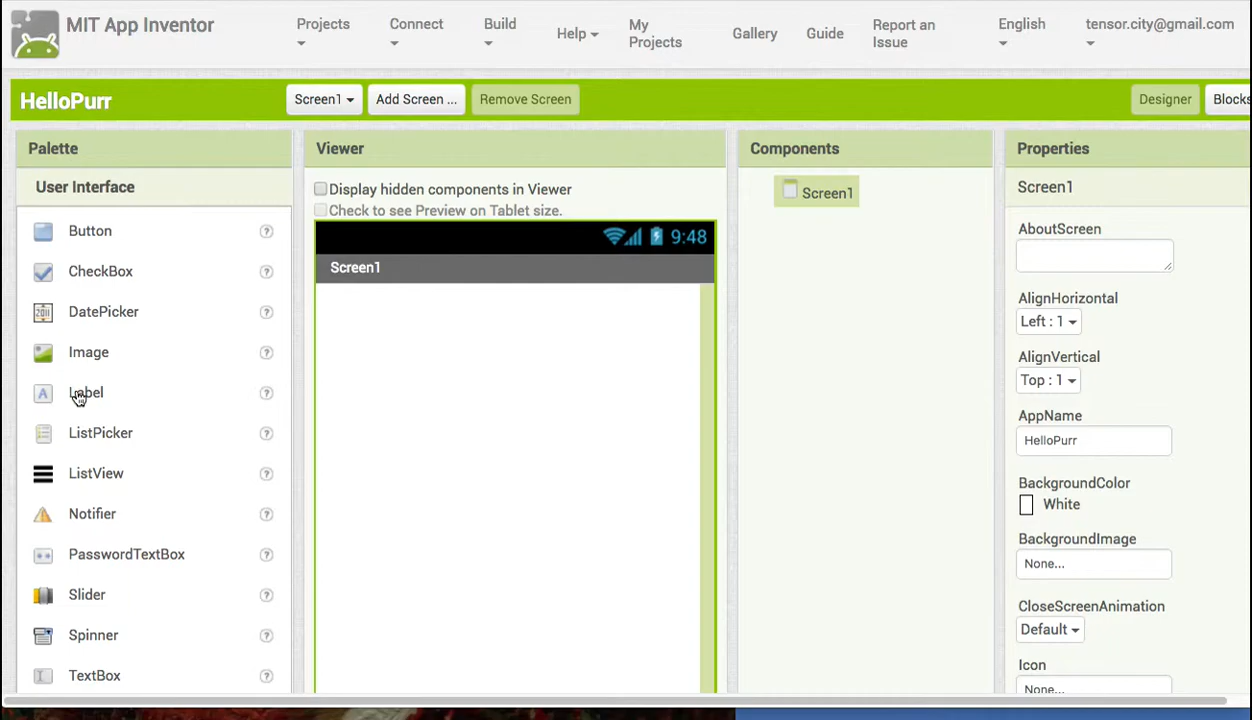 MIT App Inventor
Projects
Connect
Build
Help
My Projects
Gallery
Guide
Report an Issue
English
tensor.city@gmail.com
HelloPurr
Screen1
Add Screen ...
Remove Screen
Designer
Blocks
Palette
User Interface
Button
CheckBox
DatePicker
Image
Label
ListPicker
ListView
Notifier
PasswordTextBox
Slider
Spinner
TextBox
Viewer
Display hidden components in Viewer
Check to see Preview on Tablet size.
9:48
Screen1
Components
Screen1
Properties
Screen1
AboutScreen
AlignHorizontal
Left : 1
AlignVertical
Top : 1
AppName
HelloPurr
BackgroundColor
White
BackgroundImage
None...
CloseScreenAnimation
Default
Icon
None...